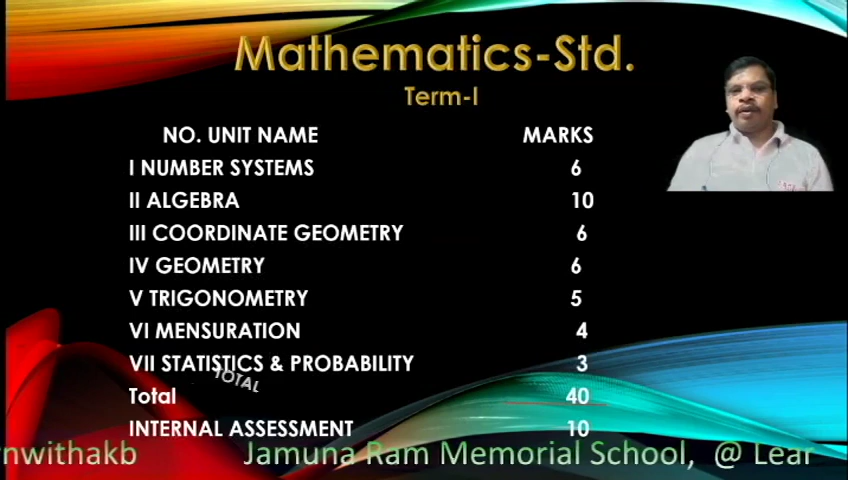 Mathematics-Std.
Term-I
NO. UNIT NAME MARKS
I NUMBER SYSTEMS 6
II ALGEBRA 10
III COORDINATE GEOMETRY 6
IV GEOMETRY 6
V TRIGONOMETRY 5
VI MENSURATION 4
VII STATISTICS & PROBABILITY 3
TOTAL
Total 40
INTERNAL ASSESSMENT 10
rnwithakb Jamuna Ram Memorial School, @ Lear